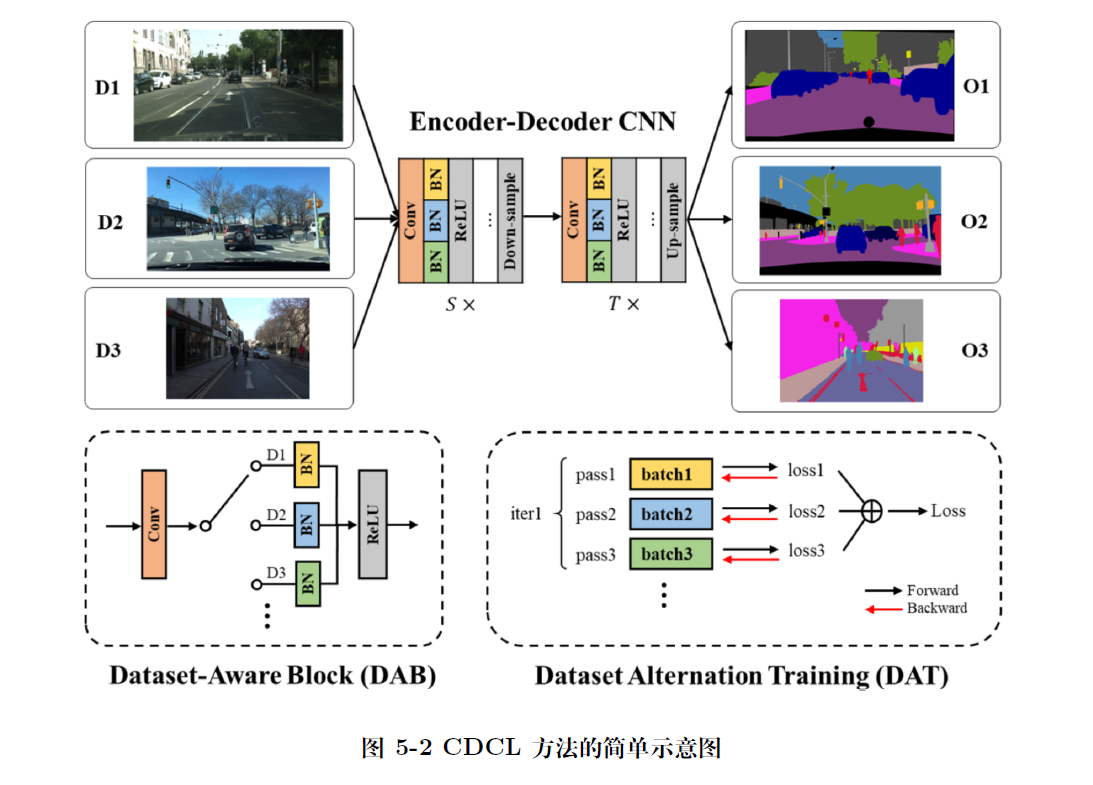 D1
D2
D3
Encoder-Decoder CNN
Conv
BN
BN
BN
ReLU
...
Down-sample
S ×
Conv
BN
BN
BN
ReLU
...
Up-sample
T ×
O1
O2
O3
Conv
D1
BN
D2
BN
D3
BN
ReLU
Dataset-Aware Block (DAB)
iter1
pass1 batch1 loss1
pass2 batch2 loss2
pass3 batch3 loss3
Loss
Forward
Backward
Dataset Alternation Training (DAT)
图 5-2 CDCL 方法的简单示意图